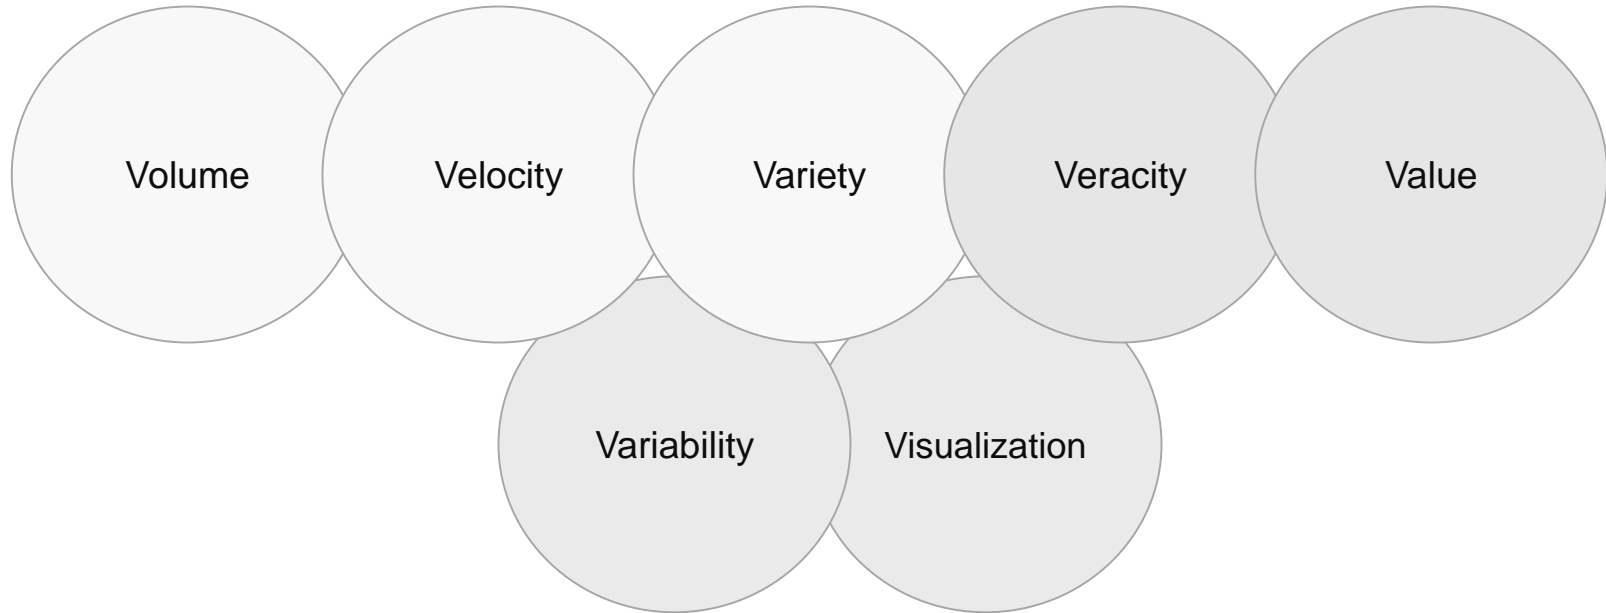 Volume
Velocity
Variety
Veracity
Value
Variability
Visualization